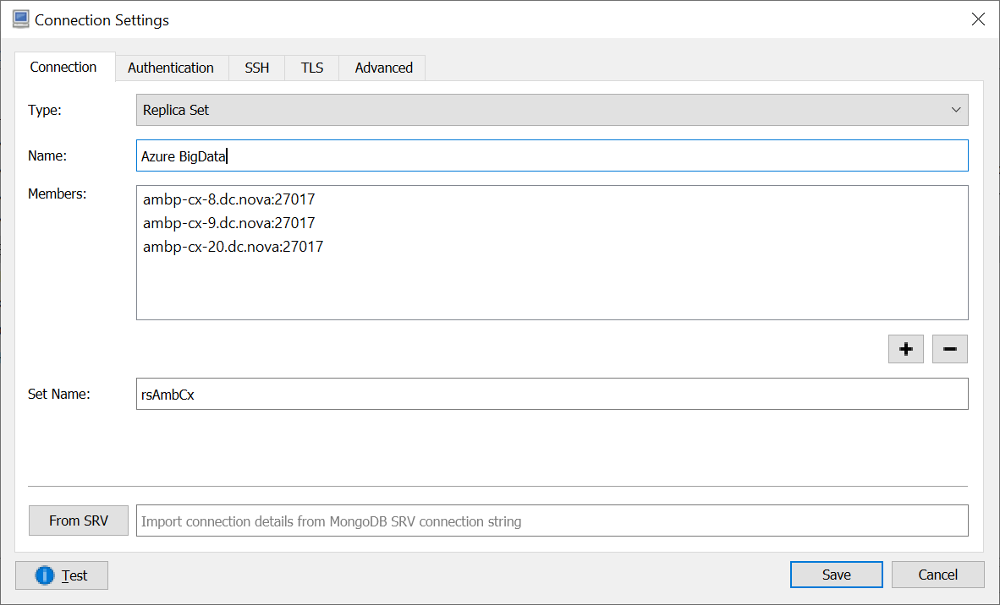 Connection Settings
Connection Authentication SSH TLS Advanced
Type: Replica Set
Name: Azure BigData
Members: ambp-cx-8.dc.nova:27017
ambp-cx-9.dc.nova:27017
ambp-cx-20.dc.nova:27017
Set Name: rsAmbCx
From SRV Import connection details from MongoDB SRV connection string
Test Save Cancel